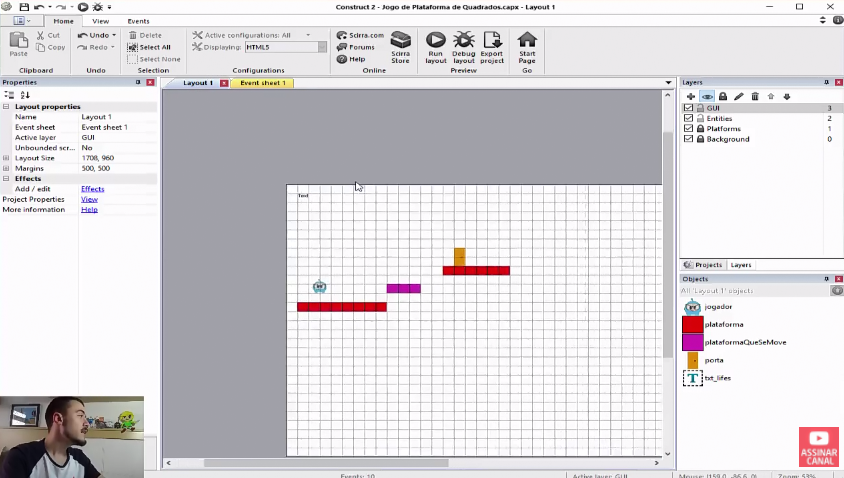 Construct 2 - Jogo de Plataforma de Quadrados.capx - Layout 1
Home View Events
Paste
Cut
Copy
Clipboard
Undo
Redo
Undo
Delete
Select All
Select None
Selection
Active configurations: All
Displaying: HTML5
Configurations
Scirra.com
Forums
Help
Online
Scirra Store
Run layout
Debug layout
Export project
Preview
Start Page
Go
Properties
Layout properties
Name Layout 1
Event sheet Event sheet 1
Active layer GUI
Unbounded scr... No
Layout Size 1708, 960
Margins 500, 500
Effects
Add / edit Effects
Project Properties View
More information Help
Layout 1 Event sheet 1
Text
Layers
GUI 3
Entities 2
Platforms 1
Background 0
Projects Layers
Objects
All 'Layout 1' objects
jogador
plataforma
plataformaQueSeMove
porta
T txt_lifes
ASSINAR
CANAL
Events: 10
Active layer: GUI
Mouse: (159.0, -86.6, 0)
Zoom: 53%